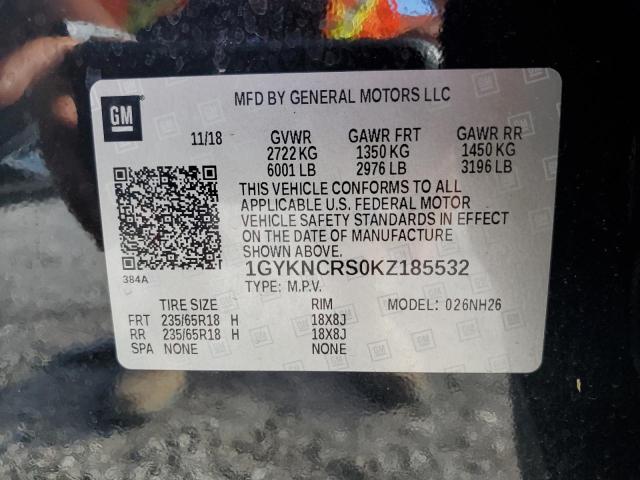 GM
MFD BY GENERAL MOTORS LLC
11/18 GVWR GAWR FRT GAWR RR
2722 KG 1350 KG 1450 KG
6001 LB 2976 LB 3196 LB
THIS VEHICLE CONFORMS TO ALL
APPLICABLE U.S. FEDERAL MOTOR
VEHICLE SAFETY STANDARDS IN EFFECT
ON THE DATE OF MANUFACTURE
SHOWN ABOVE.
384A
1GYKNCRS0KZ185532
TYPE: M.P.V.
TIRE SIZE RIM MODEL: 026NH26
FRT 235/65R18 H 18X8J
RR 235/65R18 H 18X8J
SPA NONE NONE